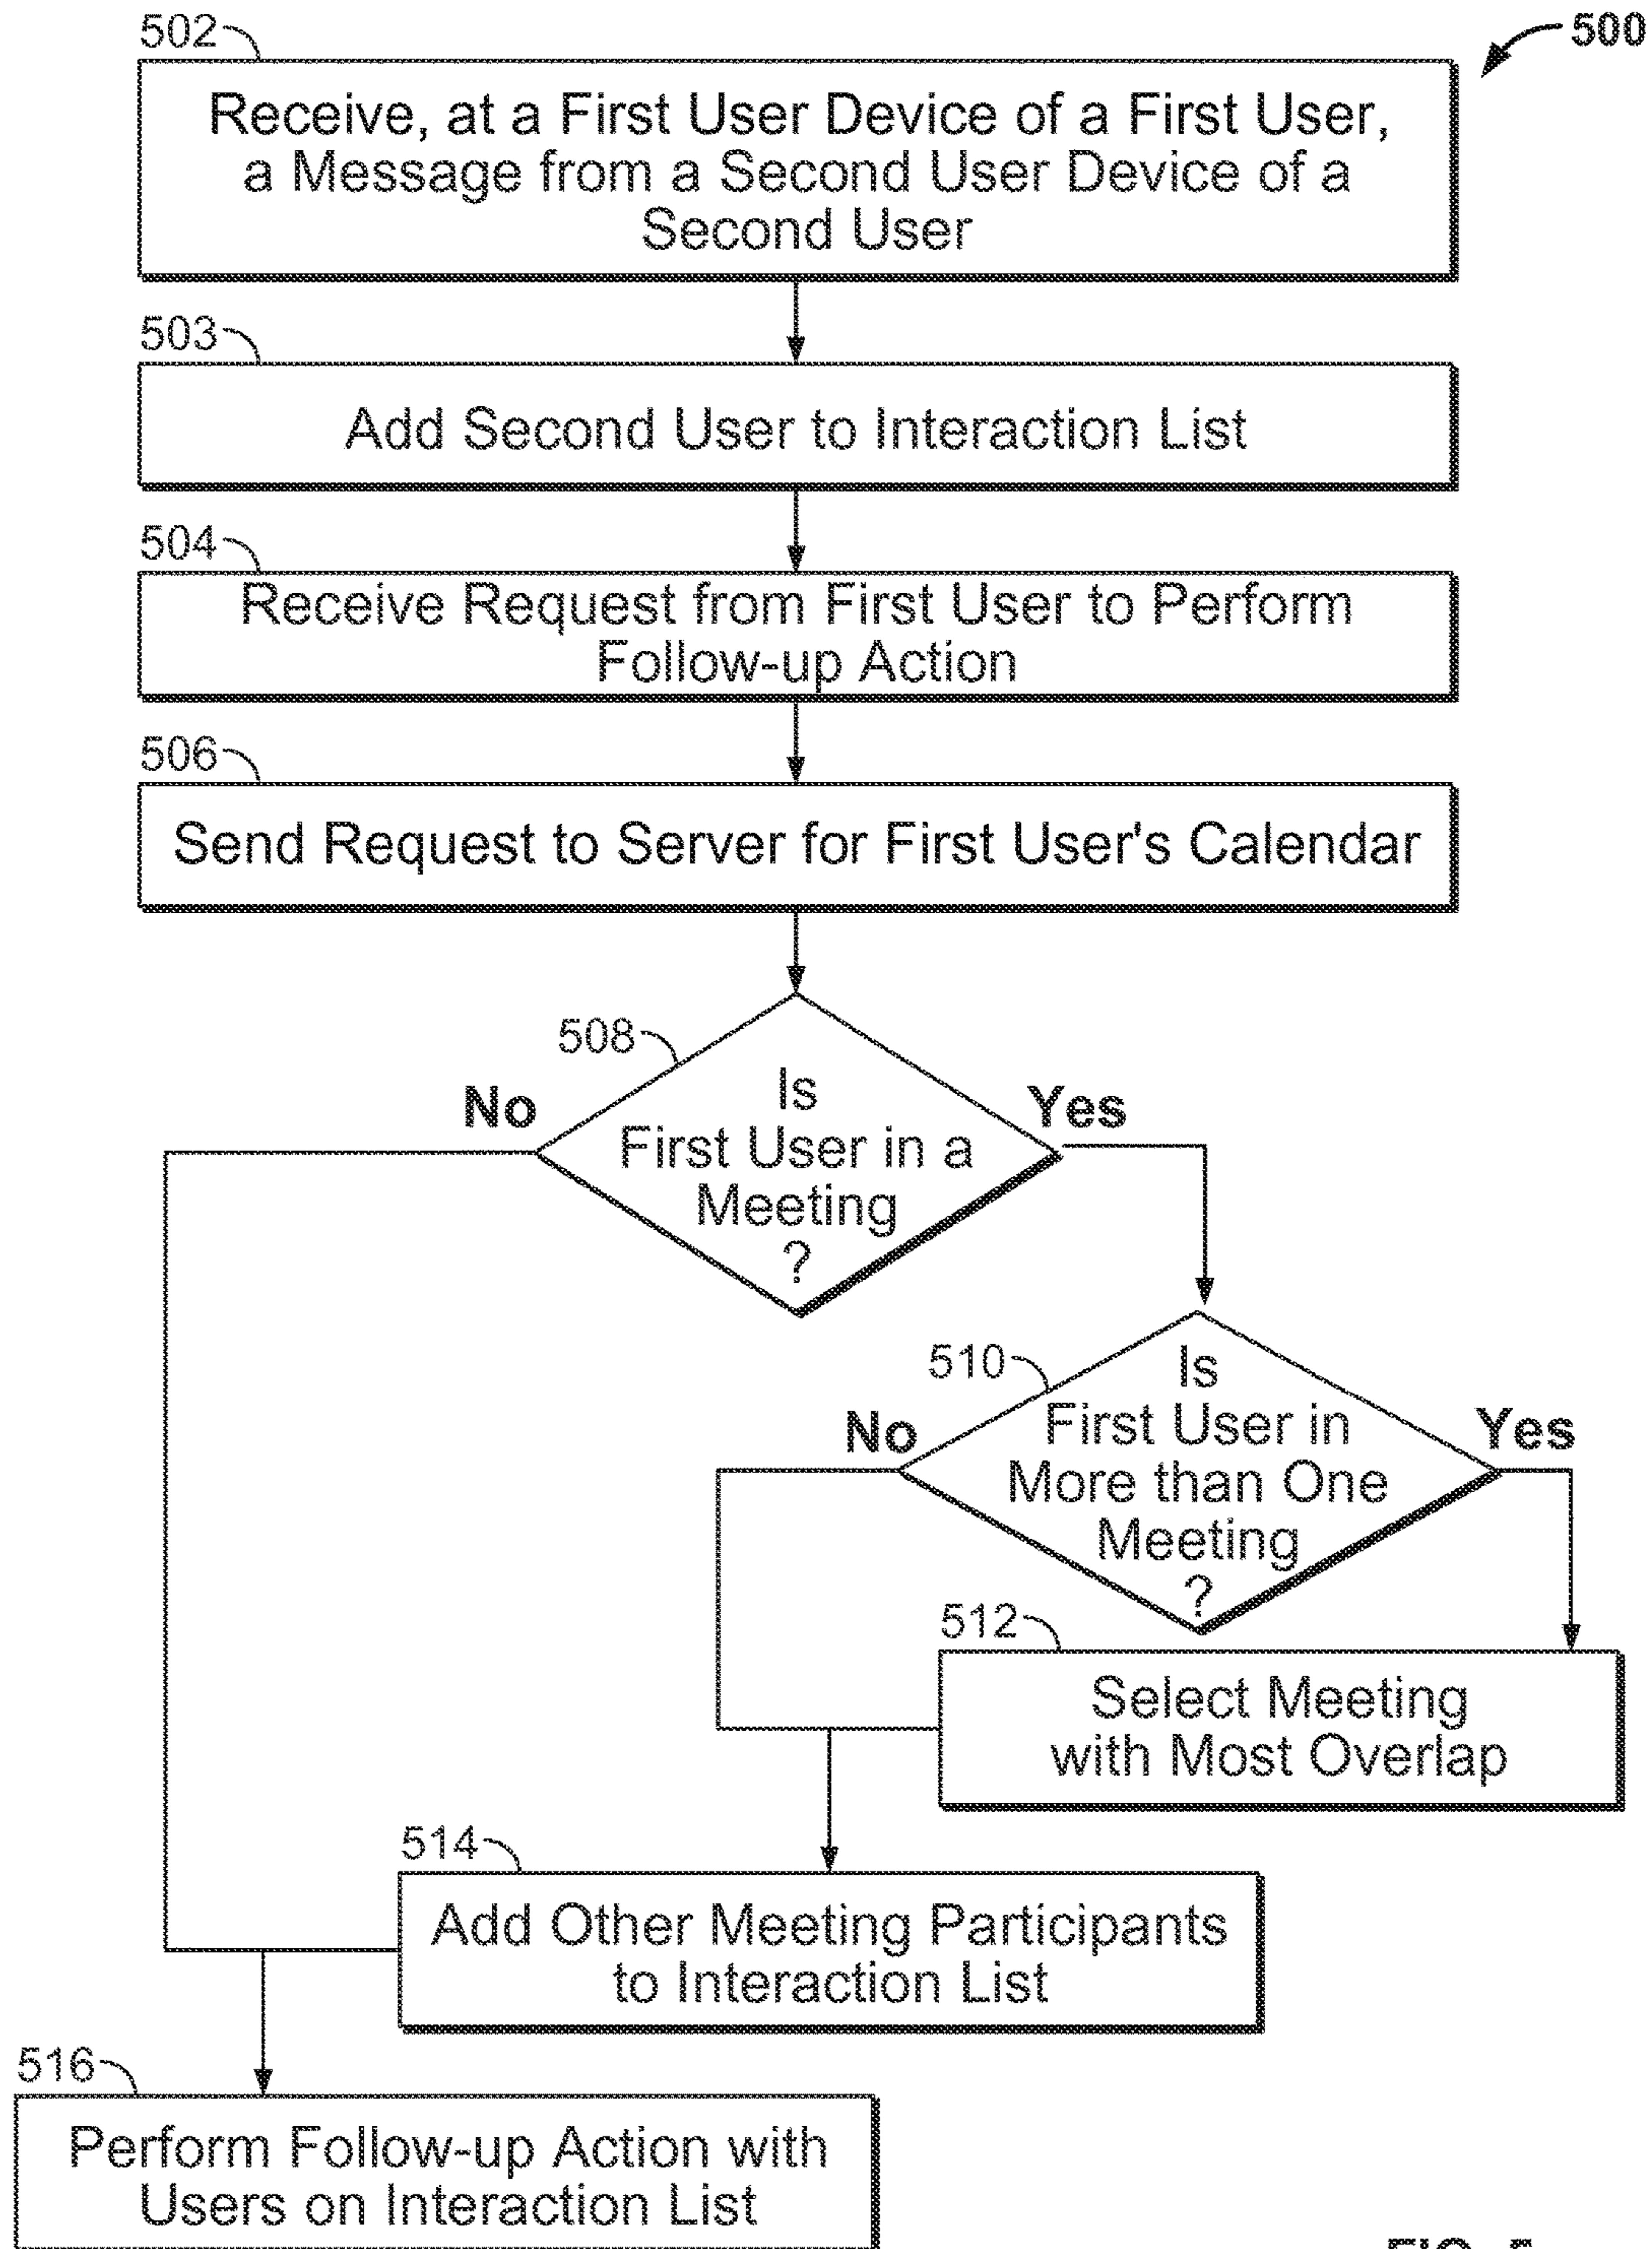 502
500
Receive, at a First User Device of a First User,
a Message from a Second User Device of a
Second User
503
Add Second User to Interaction List
504
Receive Request from First User to Perform
Follow-up Action
506
Send Request to Server for First User's Calendar
508
No
Yes
Is
First User in a
Meeting
?
510
No
Yes
Is
First User in
More than One
Meeting
?
512
Select Meeting
with Most Overlap
514
Add Other Meeting Participants
to Interaction List
516
Perform Follow-up Action with
Users on Interaction List